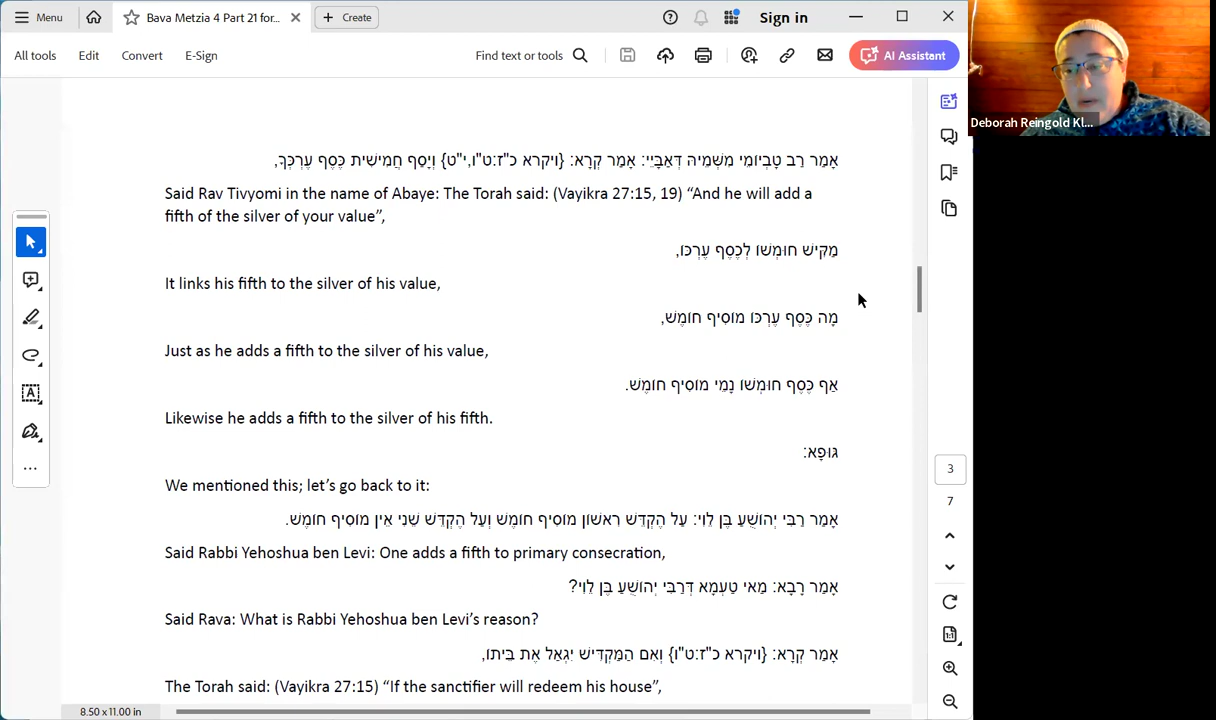 Menu
Bava Metzia 4 Part 21 for...
Create
Sign in
All tools
Edit
Convert
E-Sign
Find text or tools
AI Assistant
Deborah Reingold Kl...
אָמַר רַב טָבְיוֹמֵי מִשְּׁמֵיהּ דְּאַבָּיֵי: אָמַר קְרָא: {ויקרא כ"ז:ט"ו,י"ט} וְיָסַף חֲמִישִׁית כֶּסֶף עֶרְכְּךָ,
Said Rav Tivyomi in the name of Abaye: The Torah said: (Vayikra 27:15, 19) “And he will add a
fifth of the silver of your value”,
מַקִּישׁ חוּמְשׁוֹ לְכֶסֶף עֶרְכּוֹ,
It links his fifth to the silver of his value,
מָה כֶּסֶף עֶרְכּוֹ מוֹסִיף חוֹמֶשׁ,
Just as he adds a fifth to the silver of his value,
אַף כֶּסֶף חוּמְשׁוֹ נָמֵי מוֹסִיף חוֹמֶשׁ.
Likewise he adds a fifth to the silver of his fifth.
גּוּפָא:
We mentioned this; let’s go back to it:
אָמַר רַבִּי יְהוֹשֻׁעַ בֶּן לֵוִי: עַל הֶקְדֵּשׁ רִאשׁוֹן מוֹסִיף חוֹמֶשׁ וְעַל הֶקְדֵּשׁ שֵׁנִי אֵין מוֹסִיף חוֹמֶשׁ.
Said Rabbi Yehoshua ben Levi: One adds a fifth to primary consecration,
אָמַר רָבָא: מַאי טַעְמָא דְּרַבִּי יְהוֹשֻׁעַ בֶּן לֵוִי?
Said Rava: What is Rabbi Yehoshua ben Levi’s reason?
אָמַר קְרָא: {ויקרא כ"ז:ט"ו} וְאִם הַמַּקְדִּישׁ יִגְאַל אֶת בֵּיתוֹ,
The Torah said: (Vayikra 27:15) “If the sanctifier will redeem his house”,
3
7
8.50 x 11.00 in